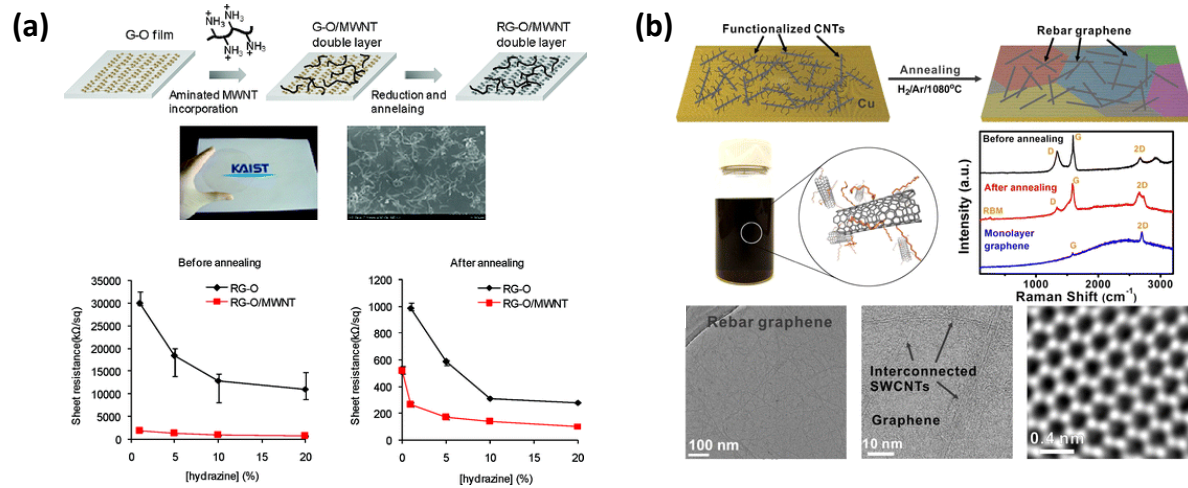 (a)
G-O film
NH3 +
NH3 +
NH3 +
NH3 +
G-O/MWNT
double layer
RG-O/MWNT
double layer
Aminated MWNT
incorporation
Reduction and
annelaing
KAIST
Before annealing
RG-O
RG-O/MWNT
Sheet resistance(kΩ/sq)
35000
30000
25000
20000
15000
10000
5000
0
0 5 10 15 20
[hydrazine] (%)
After annealing
RG-O
RG-O/MWNT
Sheet resistance(kΩ/sq)
1200
1000
800
600
400
200
0
0 5 10 15 20
[hydrazine] (%)
(b)
Functionalized CNTs
Cu
Annealing
H2/Ar/1080°C
Rebar graphene
Before annealing
D
G
2D
After annealing
RBM
D
G
2D
Monolayer
graphene
G
2D
Intensity (a.u.)
1000 2000 3000
Raman Shift (cm-1)
Rebar graphene
100 nm
Interconnected
SWCNTs
Graphene
10 nm
0.4 nm